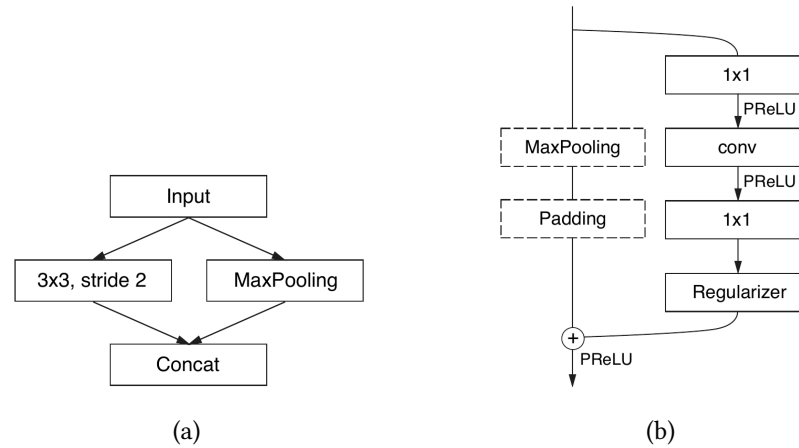 Input
3x3, stride 2
MaxPooling
Concat
(a)
1x1
PReLU
MaxPooling
conv
PReLU
Padding
1x1
Regularizer
+
PReLU
(b)